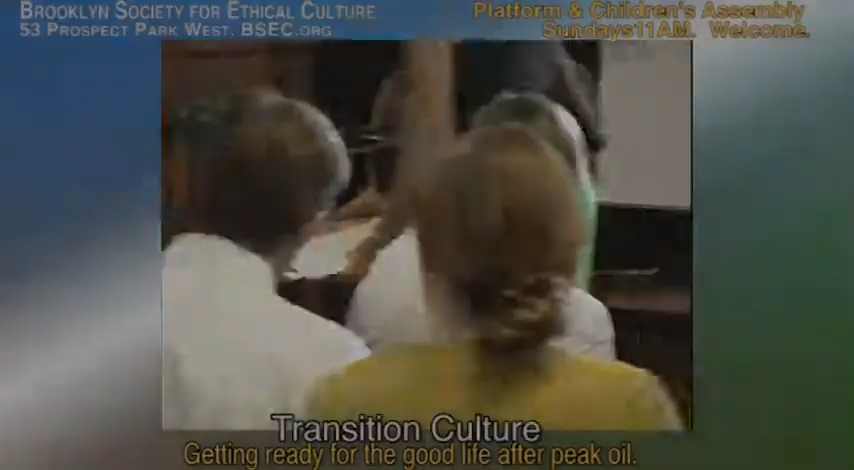 BROOKLYN SOCIETY FOR ETHICAL CULTURE
53 PROSPECT PARK WEST. BSEC.ORG
Platform & Children's Assembly
Sundays11AM. Welcome.
Transition Culture
Getting ready for the good life after peak oil.